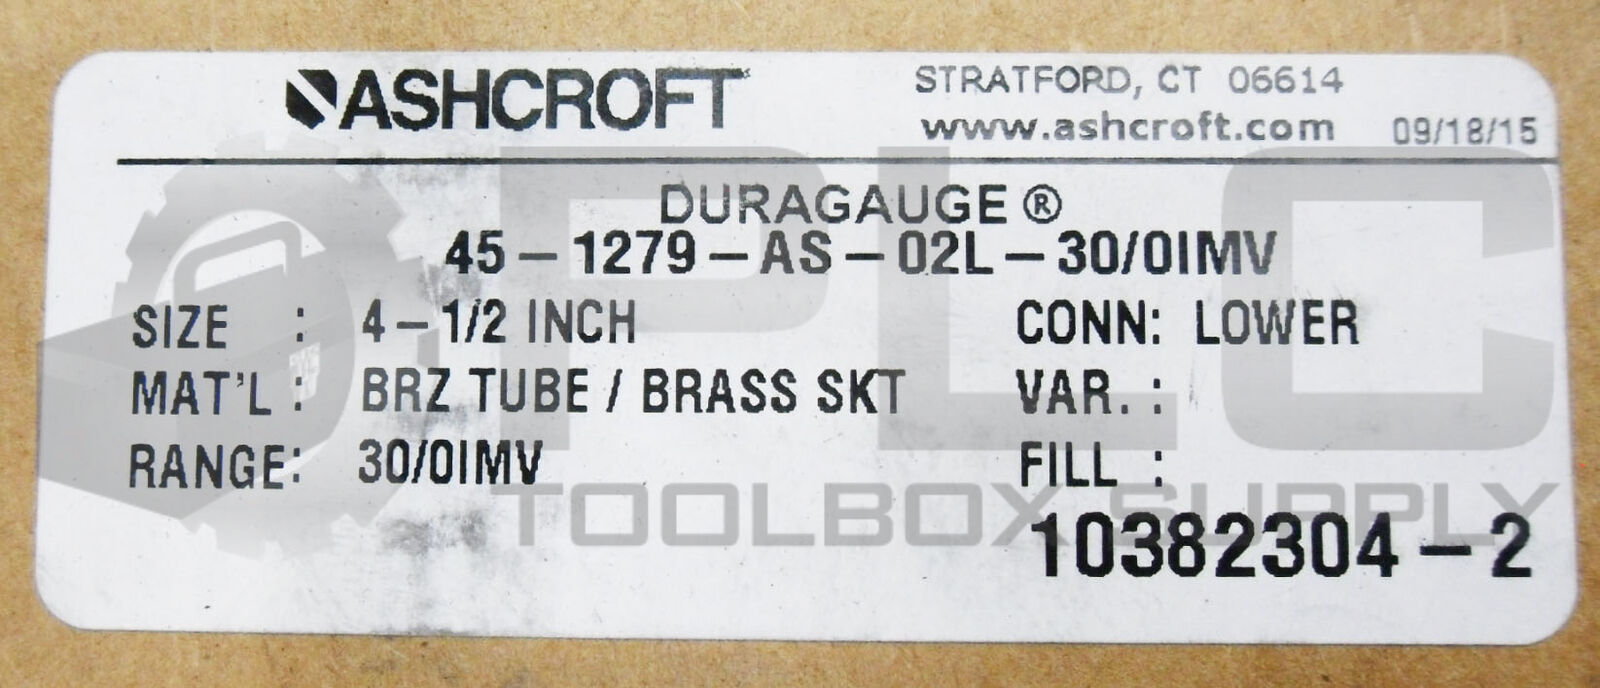 ASHCROFT
STRATFORD, CT 06614
www.ashcroft.com 09/18/15
DURAGAUGE®
45-1279-AS-02L-30/0IMV
SIZE : 4-1/2 INCH CONN: LOWER
MAT'L : BRZ TUBE / BRASS SKT VAR. :
RANGE: 30/0IMV FILL :
10382304-2
PLC
TOOLBOX SUPPLY